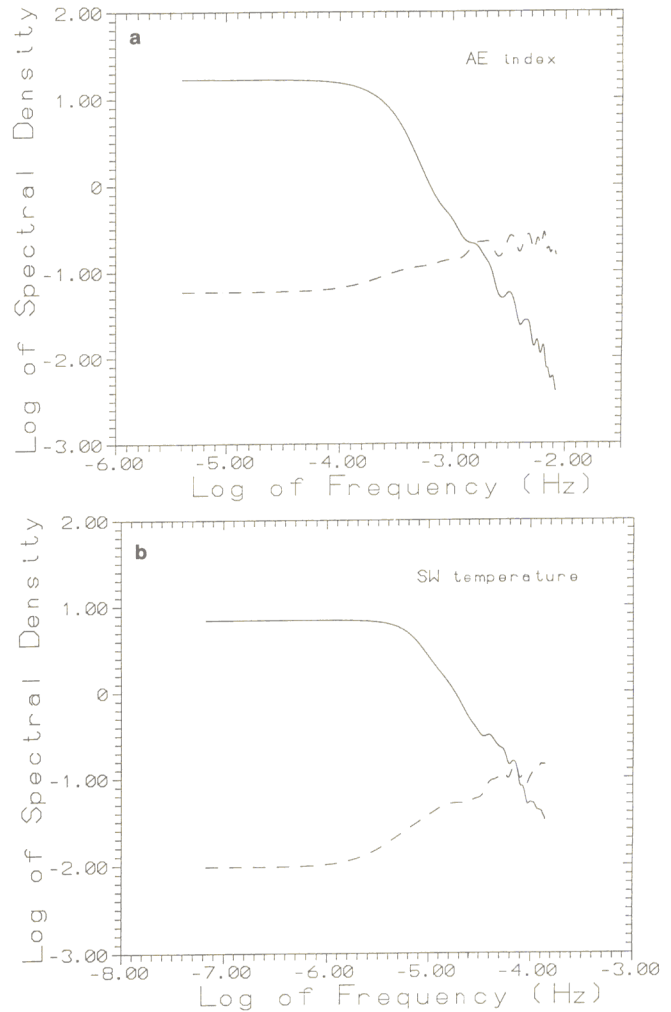 a
AE index
2.00
1.00
0
-1.00
-2.00
-3.00
Log of Spectral Density
-6.00 -5.00 -4.00 -3.00 -2.00
Log of Frequency (Hz)
b
SW temperature
2.00
1.00
0
-1.00
-2.00
-3.00
Log of Spectral Density
-8.00 -7.00 -6.00 -5.00 -4.00 -3.00
Log of Frequency (Hz)